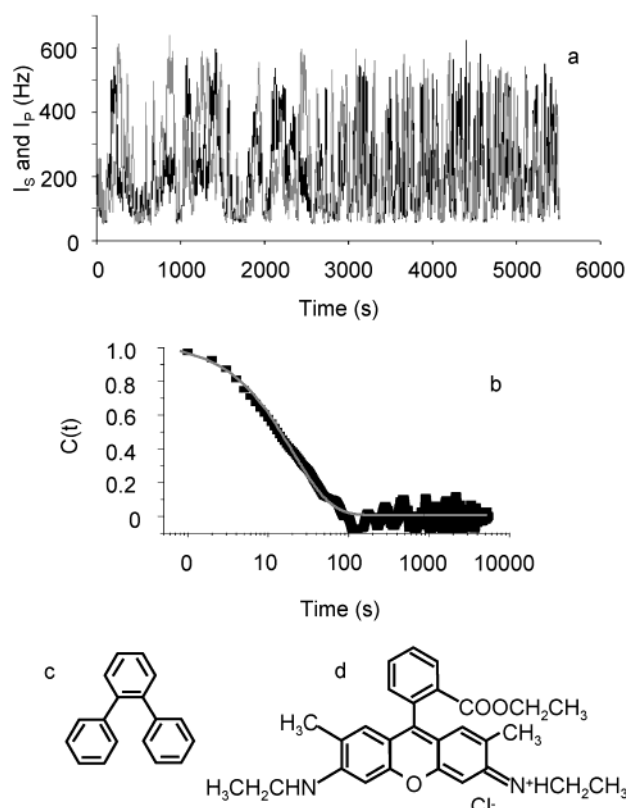 a
600
400
200
0
I_S and I_P (Hz)
0 1000 2000 3000 4000 5000 6000
Time (s)
b
1.0
0.8
0.6
0.4
0.2
0
C(t)
0 10 100 1000 10000
Time (s)
c
d
COOCH₂CH₃
H₃C CH₃
H₃CH₂CHN O N⁺HCH₂CH₃
Cl⁻